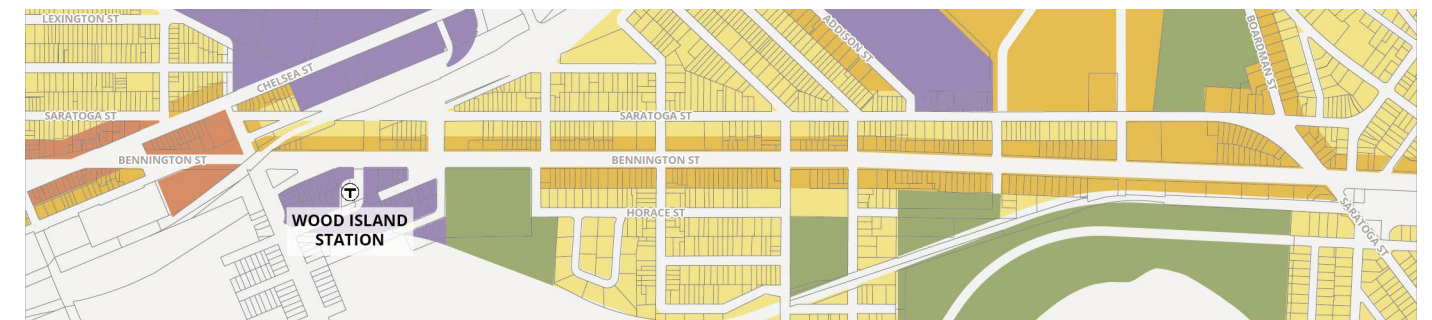 LEXINGTON ST
ADDISON ST
BOARDMAN ST
CHELSEA ST
SARATOGA ST
SARATOGA ST
BENNINGTON ST
BENNINGTON ST
T
WOOD ISLAND
STATION
HORACE ST
SARATOGA ST